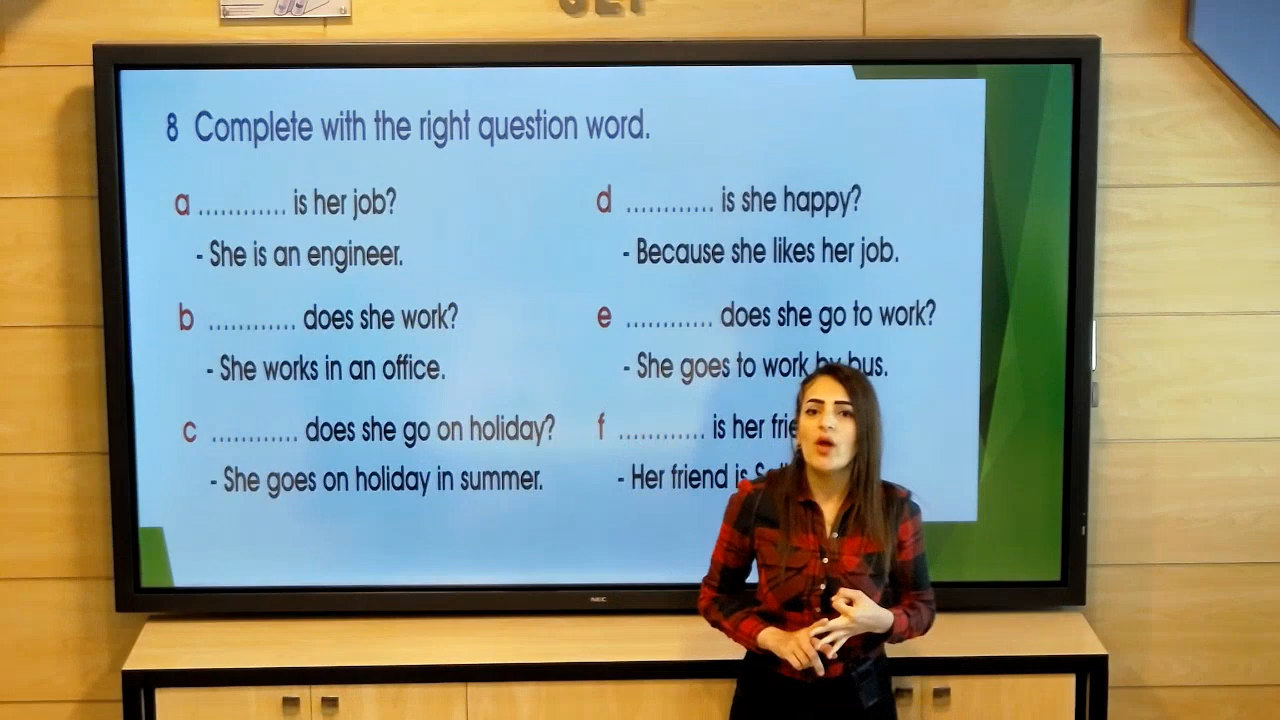 8 Complete with the right question word.
a ............ is her job?
- She is an engineer.
b ............ does she work?
- She works in an office.
c ............ does she go on holiday?
- She goes on holiday in summer.
d ............ is she happy?
- Because she likes her job.
e ............ does she go to work?
- She goes to work by bus.
f ............ is her
- Her friend is
NEC